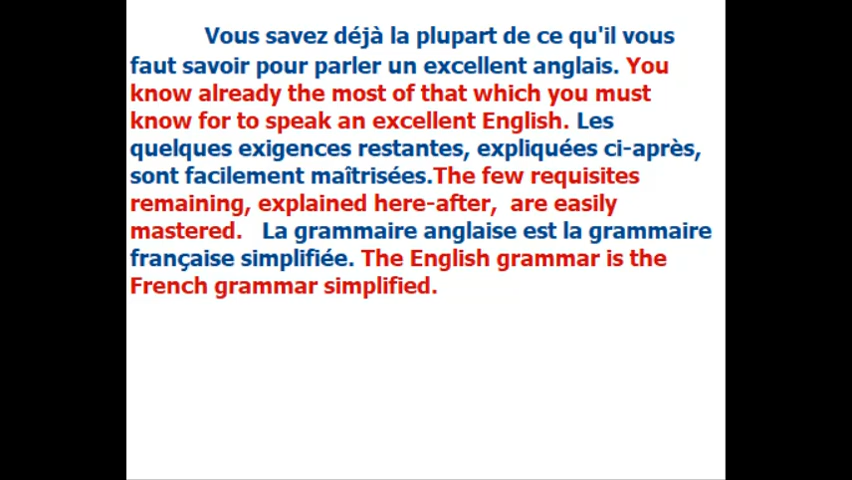 Vous savez déjà la plupart de ce qu'il vous
faut savoir pour parler un excellent anglais. You
know already the most of that which you must
know for to speak an excellent English. Les
quelques exigences restantes, expliquées ci-après,
sont facilement maîtrisées.The few requisites
remaining, explained here-after,  are easily
mastered.   La grammaire anglaise est la grammaire
française simplifiée. The English grammar is the
French grammar simplified.